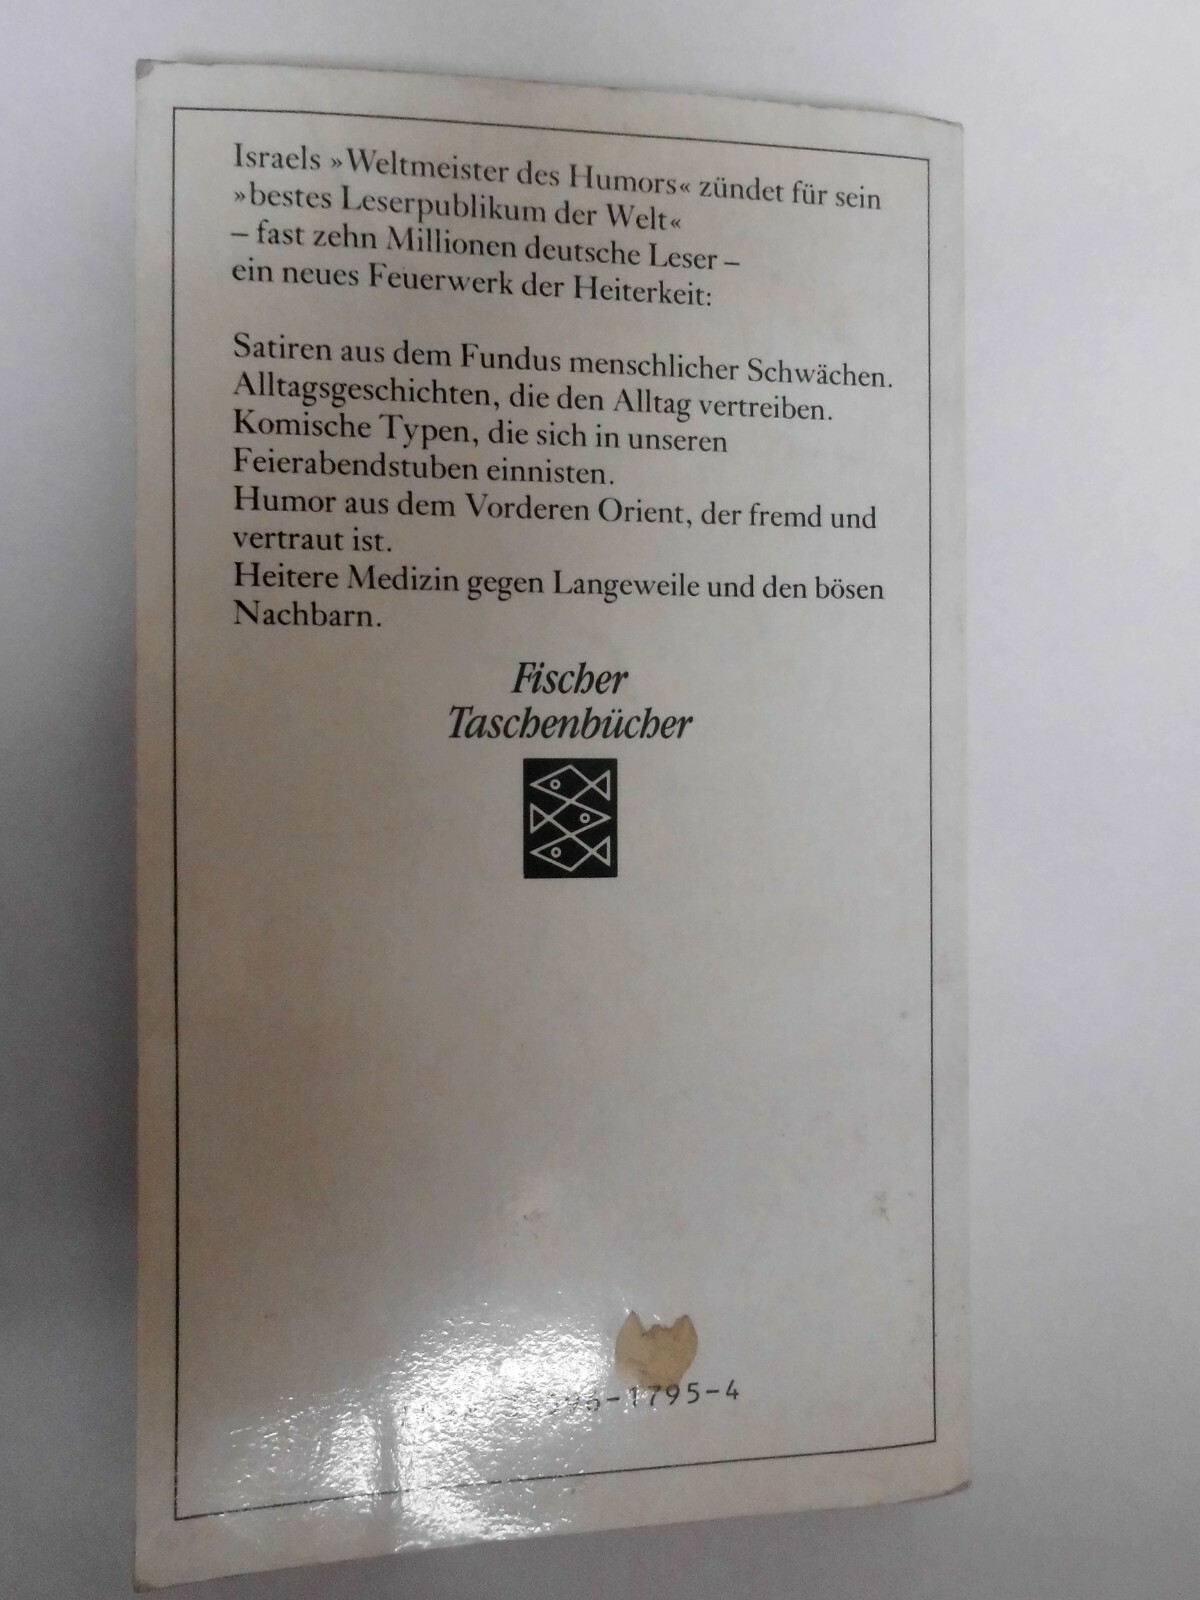 Israels »Weltmeister des Humors« zündet für sein
»bestes Leserpublikum der Welt«
– fast zehn Millionen deutsche Leser –
ein neues Feuerwerk der Heiterkeit:
Satiren aus dem Fundus menschlicher Schwächen.
Alltagsgeschichten, die den Alltag vertreiben.
Komische Typen, die sich in unseren
Feierabendstuben einnisten.
Humor aus dem Vorderen Orient, der fremd und
vertraut ist.
Heitere Medizin gegen Langeweile und den bösen
Nachbarn.
Fischer
Taschenbücher
-1795-4